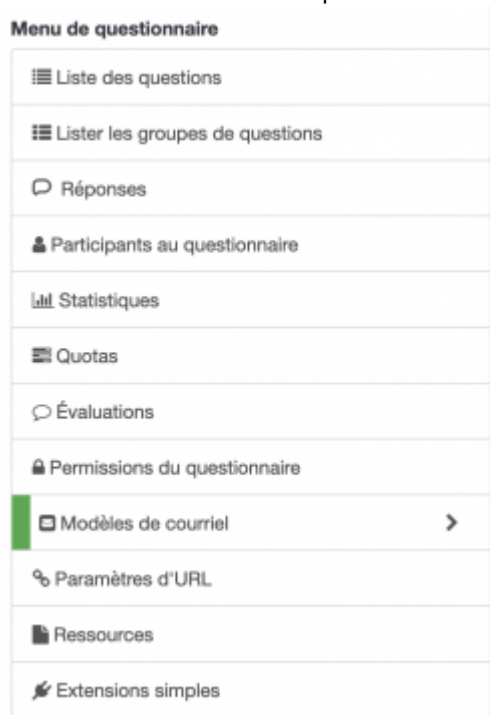 Menu de questionnaire
Liste des questions
Lister les groupes de questions
Réponses
Participants au questionnaire
Statistiques
Quotas
Évaluations
Permissions du questionnaire
Modèles de courriel
Paramètres d'URL
Ressources
Extensions simples